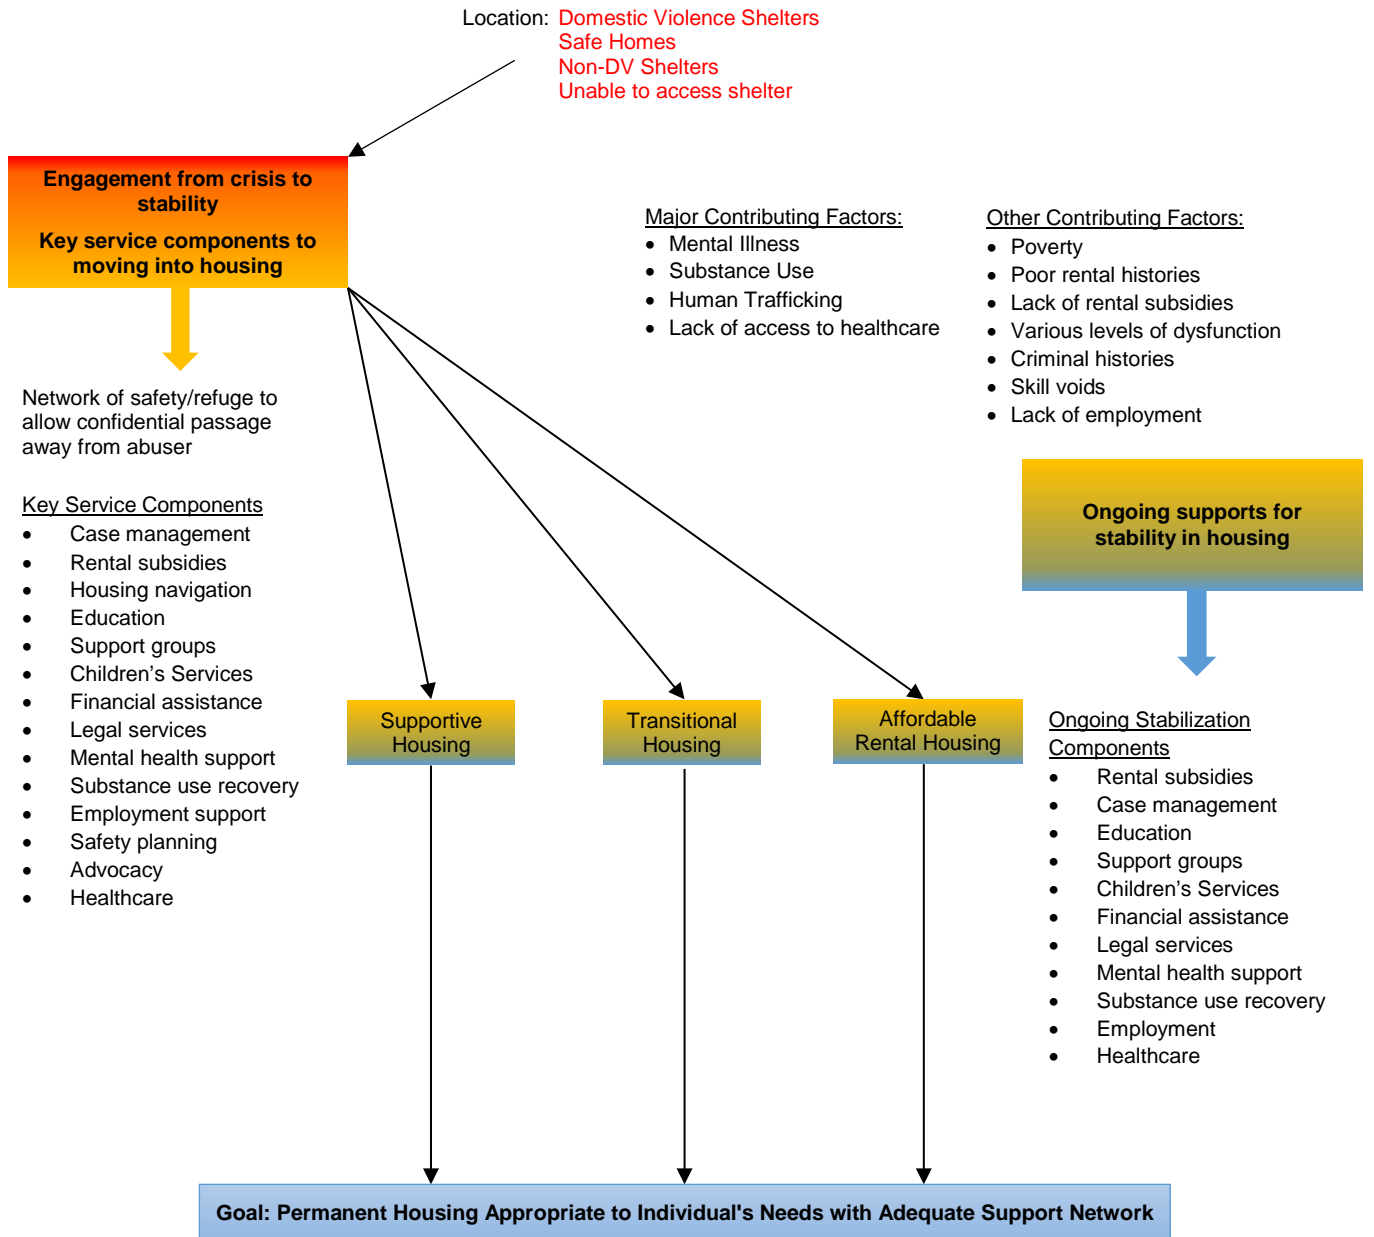 Location: Domestic Violence Shelters
Safe Homes
Non-DV Shelters
Unable to access shelter
Engagement from crisis to
stability
Key service components to
moving into housing
Network of safety/refuge to
allow confidential passage
away from abuser
Key Service Components
• Case management
• Rental subsidies
• Housing navigation
• Education
• Support groups
• Children’s Services
• Financial assistance
• Legal services
• Mental health support
• Substance use recovery
• Employment support
• Safety planning
• Advocacy
• Healthcare
Major Contributing Factors:
• Mental Illness
• Substance Use
• Human Trafficking
• Lack of access to healthcare
Other Contributing Factors:
• Poverty
• Poor rental histories
• Lack of rental subsidies
• Various levels of dysfunction
• Criminal histories
• Skill voids
• Lack of employment
Supportive
Housing
Transitional
Housing
Affordable
Rental Housing
Ongoing supports for
stability in housing
Ongoing Stabilization
Components
• Rental subsidies
• Case management
• Education
• Support groups
• Children’s Services
• Financial assistance
• Legal services
• Mental health support
• Substance use recovery
• Employment
• Healthcare
Goal: Permanent Housing Appropriate to Individual's Needs with Adequate Support Network